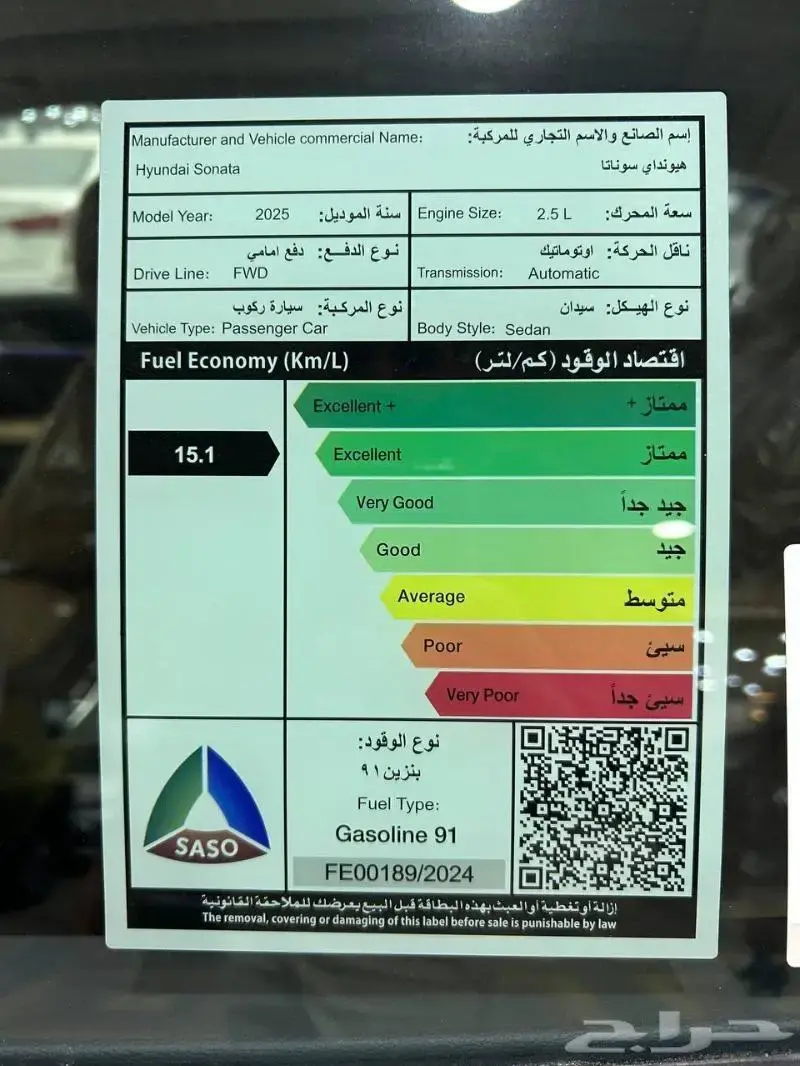 Manufacturer and Vehicle commercial Name: إسم الصانع والاسم التجاري للمركبة:
Hyundai Sonata هيونداي سوناتا
Model Year: 2025 سنة الموديل:
Engine Size: 2.5 L سعة المحرك:
نوع الدفع: دفع امامي
Drive Line: FWD
ناقل الحركة: اوتوماتيك
Transmission: Automatic
نوع المركبة: سيارة ركوب
Vehicle Type: Passenger Car
نوع الهيكل: سيدان
Body Style: Sedan
Fuel Economy (Km/L) اقتصاد الوقود (كم/لتر)
Excellent + ممتاز +
15.1
Excellent ممتاز
Very Good جيد جداً
Good جيد
Average متوسط
Poor سيئ
Very Poor سيئ جداً
SASO
نوع الوقود:
بنزين ٩١
Fuel Type:
Gasoline 91
FE00189/2024
إزالة أو تغطية أو العبث بهذه البطاقة قبل البيع يعرضك للملاحقة القانونية
The removal, covering or damaging of this label before sale is punishable by law
حراج